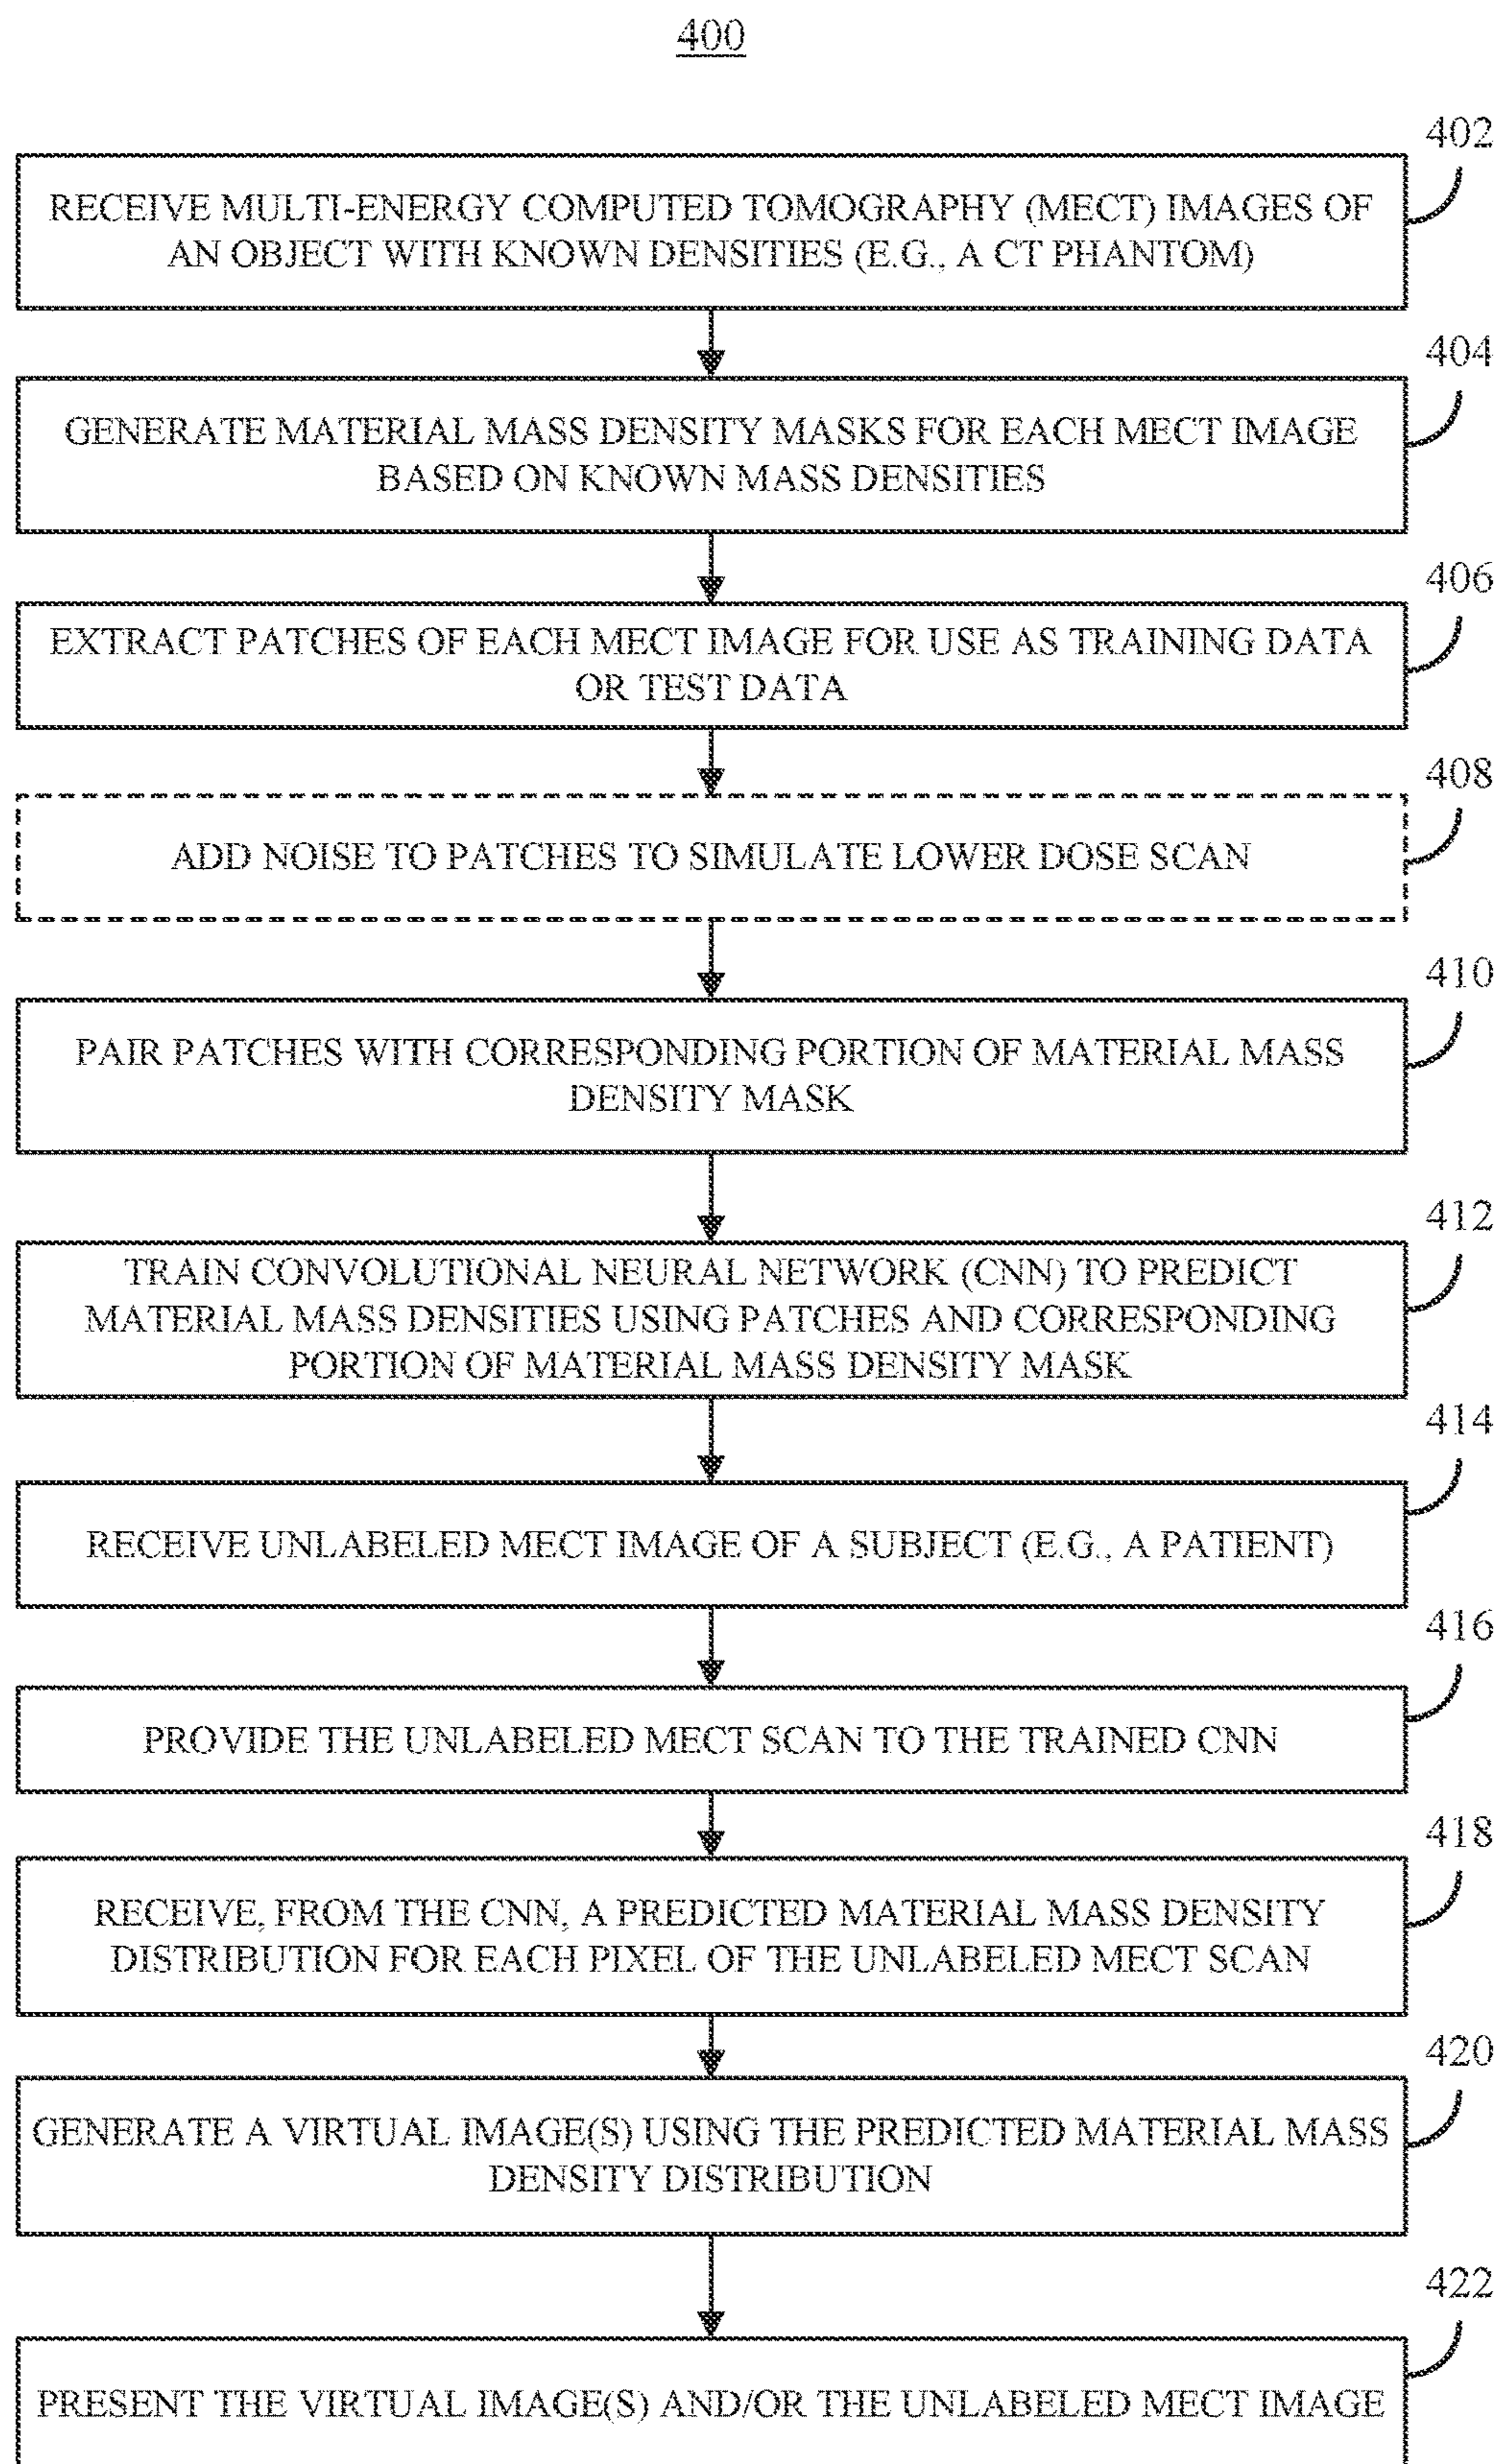 400
402
RECEIVE MULTI-ENERGY COMPUTED TOMOGRAPHY (MECT) IMAGES OF
AN OBJECT WITH KNOWN DENSITIES (E.G., A CT PHANTOM)
404
GENERATE MATERIAL MASS DENSITY MASKS FOR EACH MECT IMAGE
BASED ON KNOWN MASS DENSITIES
406
EXTRACT PATCHES OF EACH MECT IMAGE FOR USE AS TRAINING DATA
OR TEST DATA
408
ADD NOISE TO PATCHES TO SIMULATE LOWER DOSE SCAN
410
PAIR PATCHES WITH CORRESPONDING PORTION OF MATERIAL MASS
DENSITY MASK
412
TRAIN CONVOLUTIONAL NEURAL NETWORK (CNN) TO PREDICT
MATERIAL MASS DENSITIES USING PATCHES AND CORRESPONDING
PORTION OF MATERIAL MASS DENSITY MASK
414
RECEIVE UNLABELED MECT IMAGE OF A SUBJECT (E.G., A PATIENT)
416
PROVIDE THE UNLABELED MECT SCAN TO THE TRAINED CNN
418
RECEIVE, FROM THE CNN, A PREDICTED MATERIAL MASS DENSITY
DISTRIBUTION FOR EACH PIXEL OF THE UNLABELED MECT SCAN
420
GENERATE A VIRTUAL IMAGE(S) USING THE PREDICTED MATERIAL MASS
DENSITY DISTRIBUTION
422
PRESENT THE VIRTUAL IMAGE(S) AND/OR THE UNLABELED MECT IMAGE